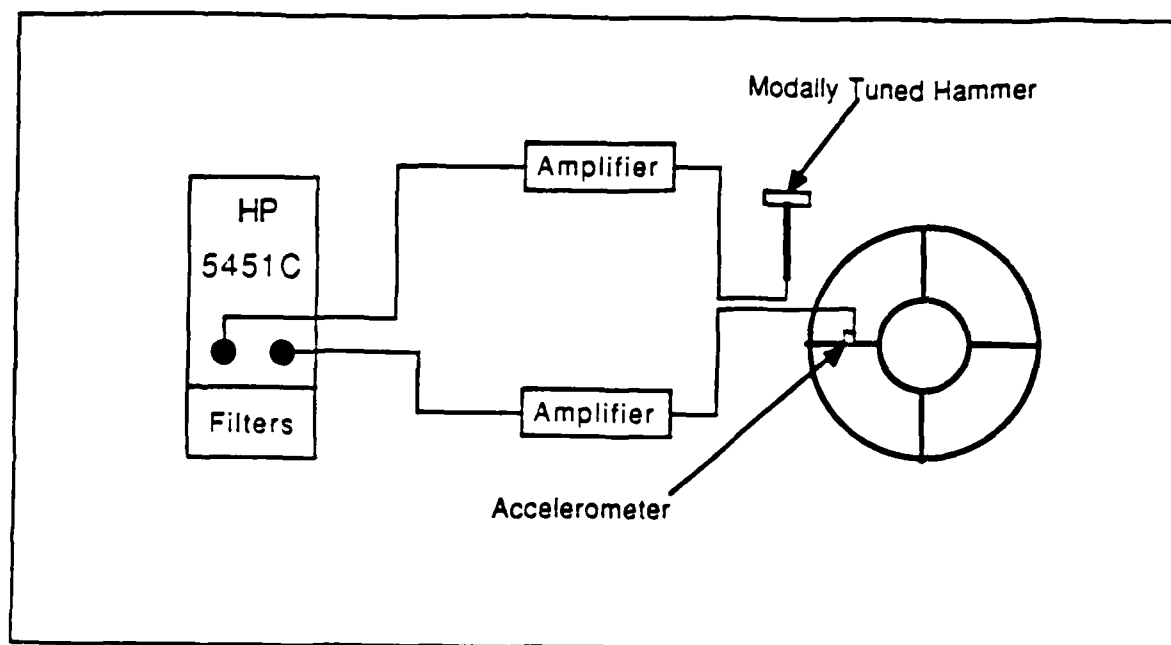 Modally Tuned Hammer
Amplifier
HP
5451C
Filters
Amplifier
Accelerometer